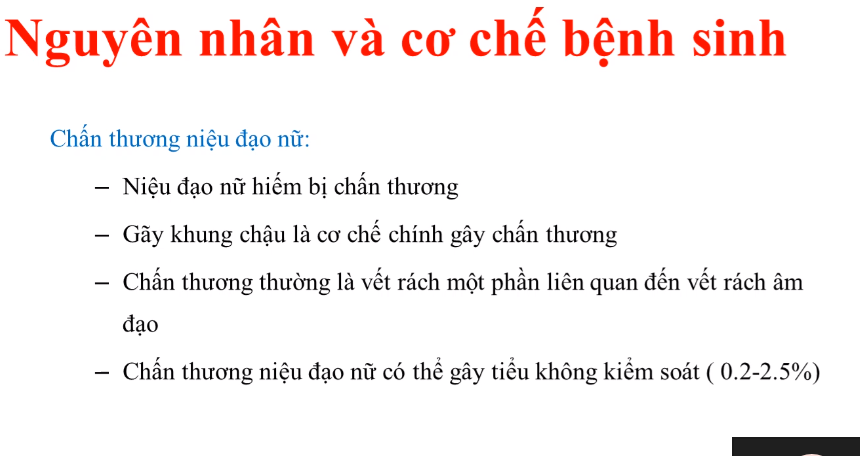 Nguyên nhân và cơ chế bệnh sinh
Chấn thương niệu đạo nữ:
– Niệu đạo nữ hiếm bị chấn thương
– Gãy khung chậu là cơ chế chính gây chấn thương
– Chấn thương thường là vết rách một phần liên quan đến vết rách âm
đạo
– Chấn thương niệu đạo nữ có thể gây tiểu không kiểm soát ( 0.2-2.5%)